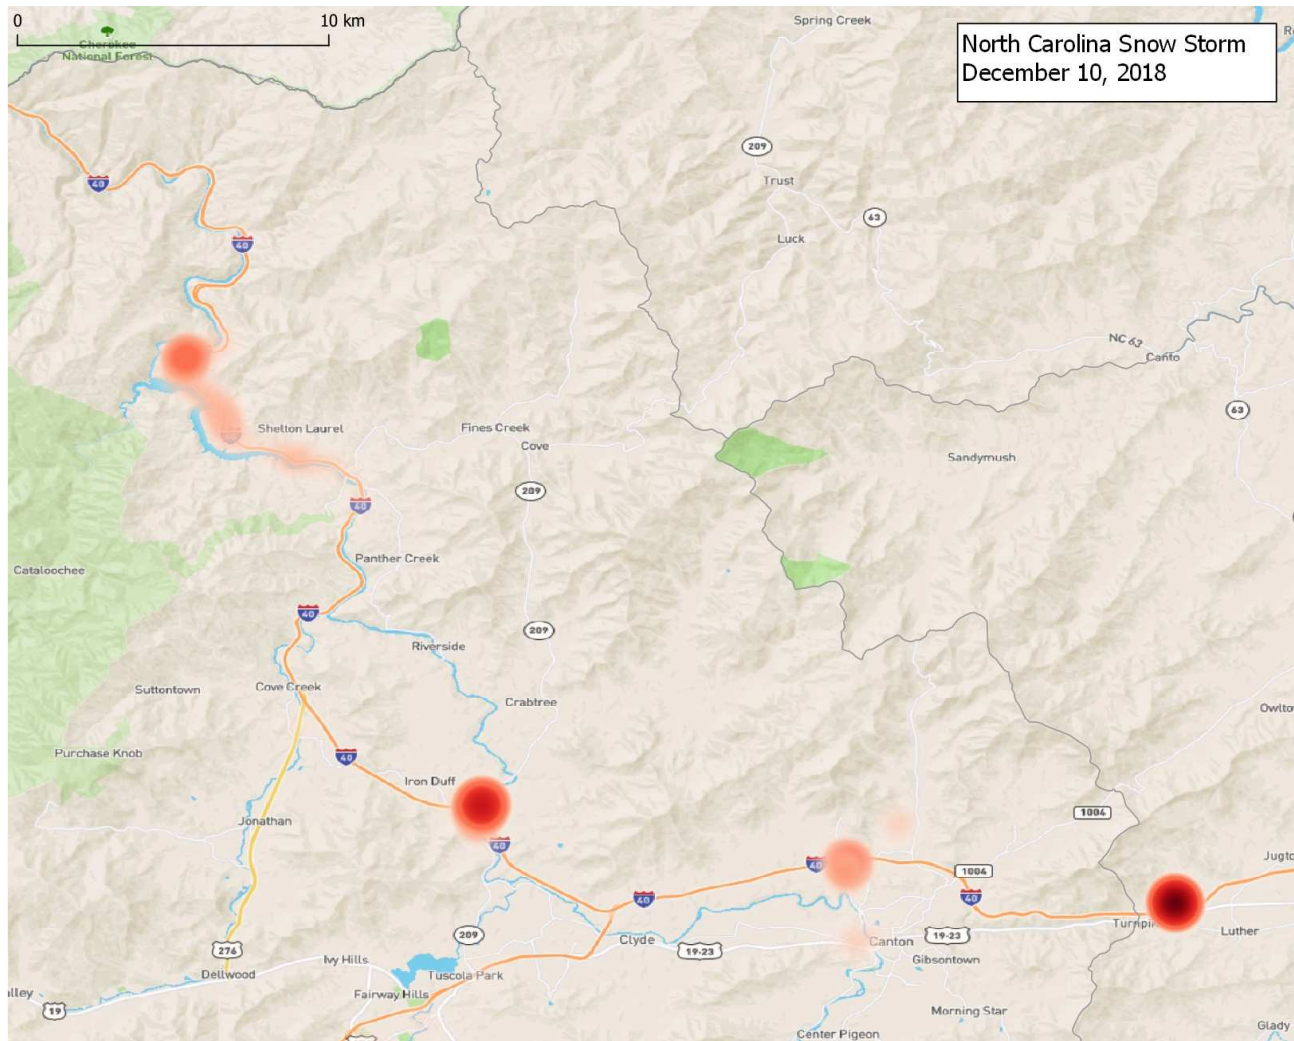 0 10 km
Cherokee
National Forest
Spring Creek
North Carolina Snow Storm
December 10, 2018
209
40
Trust
63
Luck
40
NC 63
Canto
63
Shelton Laurel
Fines Creek
40
Cove
Sandymush
209
40
Panther Creek
Cataloochee
40
209
Riverside
Suttontown
Cove Creek
Crabtree
Purchase Knob
40
Iron Duff
Jonathan
1004
40
40
1004
40
40
209
Clyde
19-23
Canton
19-23
Luther
276
Ivy Hills
Gibsontown
Dellwood
Tuscola Park
Fairway Hills
19
Morning Star
Center Pigeon
Glady